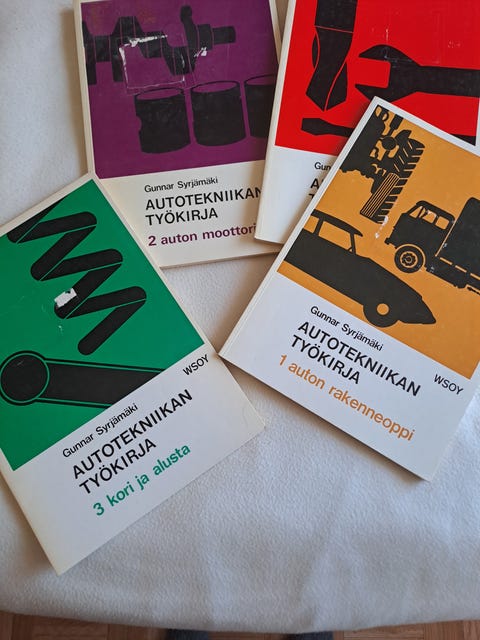 Gunnar Syrjämäki
AUTOTEKNIIKAN
TYÖKIRJA
2 auton moottori
Gunnar Syrjämäki
AUTOTEKNIIKAN
TYÖKIRJA
1 auton rakenneoppi
WSOY
Gunnar Syrjämäki
AUTOTEKNIIKAN
TYÖKIRJA
3 kori ja alusta
WSOY